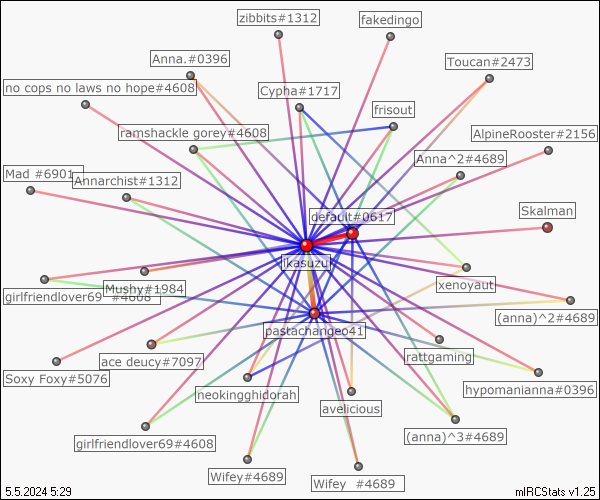 zibbits#1312
fakedingo
Anna.#0396
Toucan#2473
no cops no laws no hope#4608
Cypha#1717
frisout
ramshackle gorey#4608
AlpineRooster#2156
Anna^2#4689
Mad #6901
Annarchist#1312
default#0617
Skalman
ikasuzuk
xenoyaut
Mushy#1984
girlfriendlover69 #4608
(anna)^2#4689
pastachangeo41
ace deucy#7097
rattgaming
Soxy Foxy#5076
neokingghidorah
hypomanianna#0396
avelicious
girlfriendlover69#4608
(anna)^3#4689
Wifey#4689
Wifey #4689
5.5.2024 5:29
mIRCStats v1.25